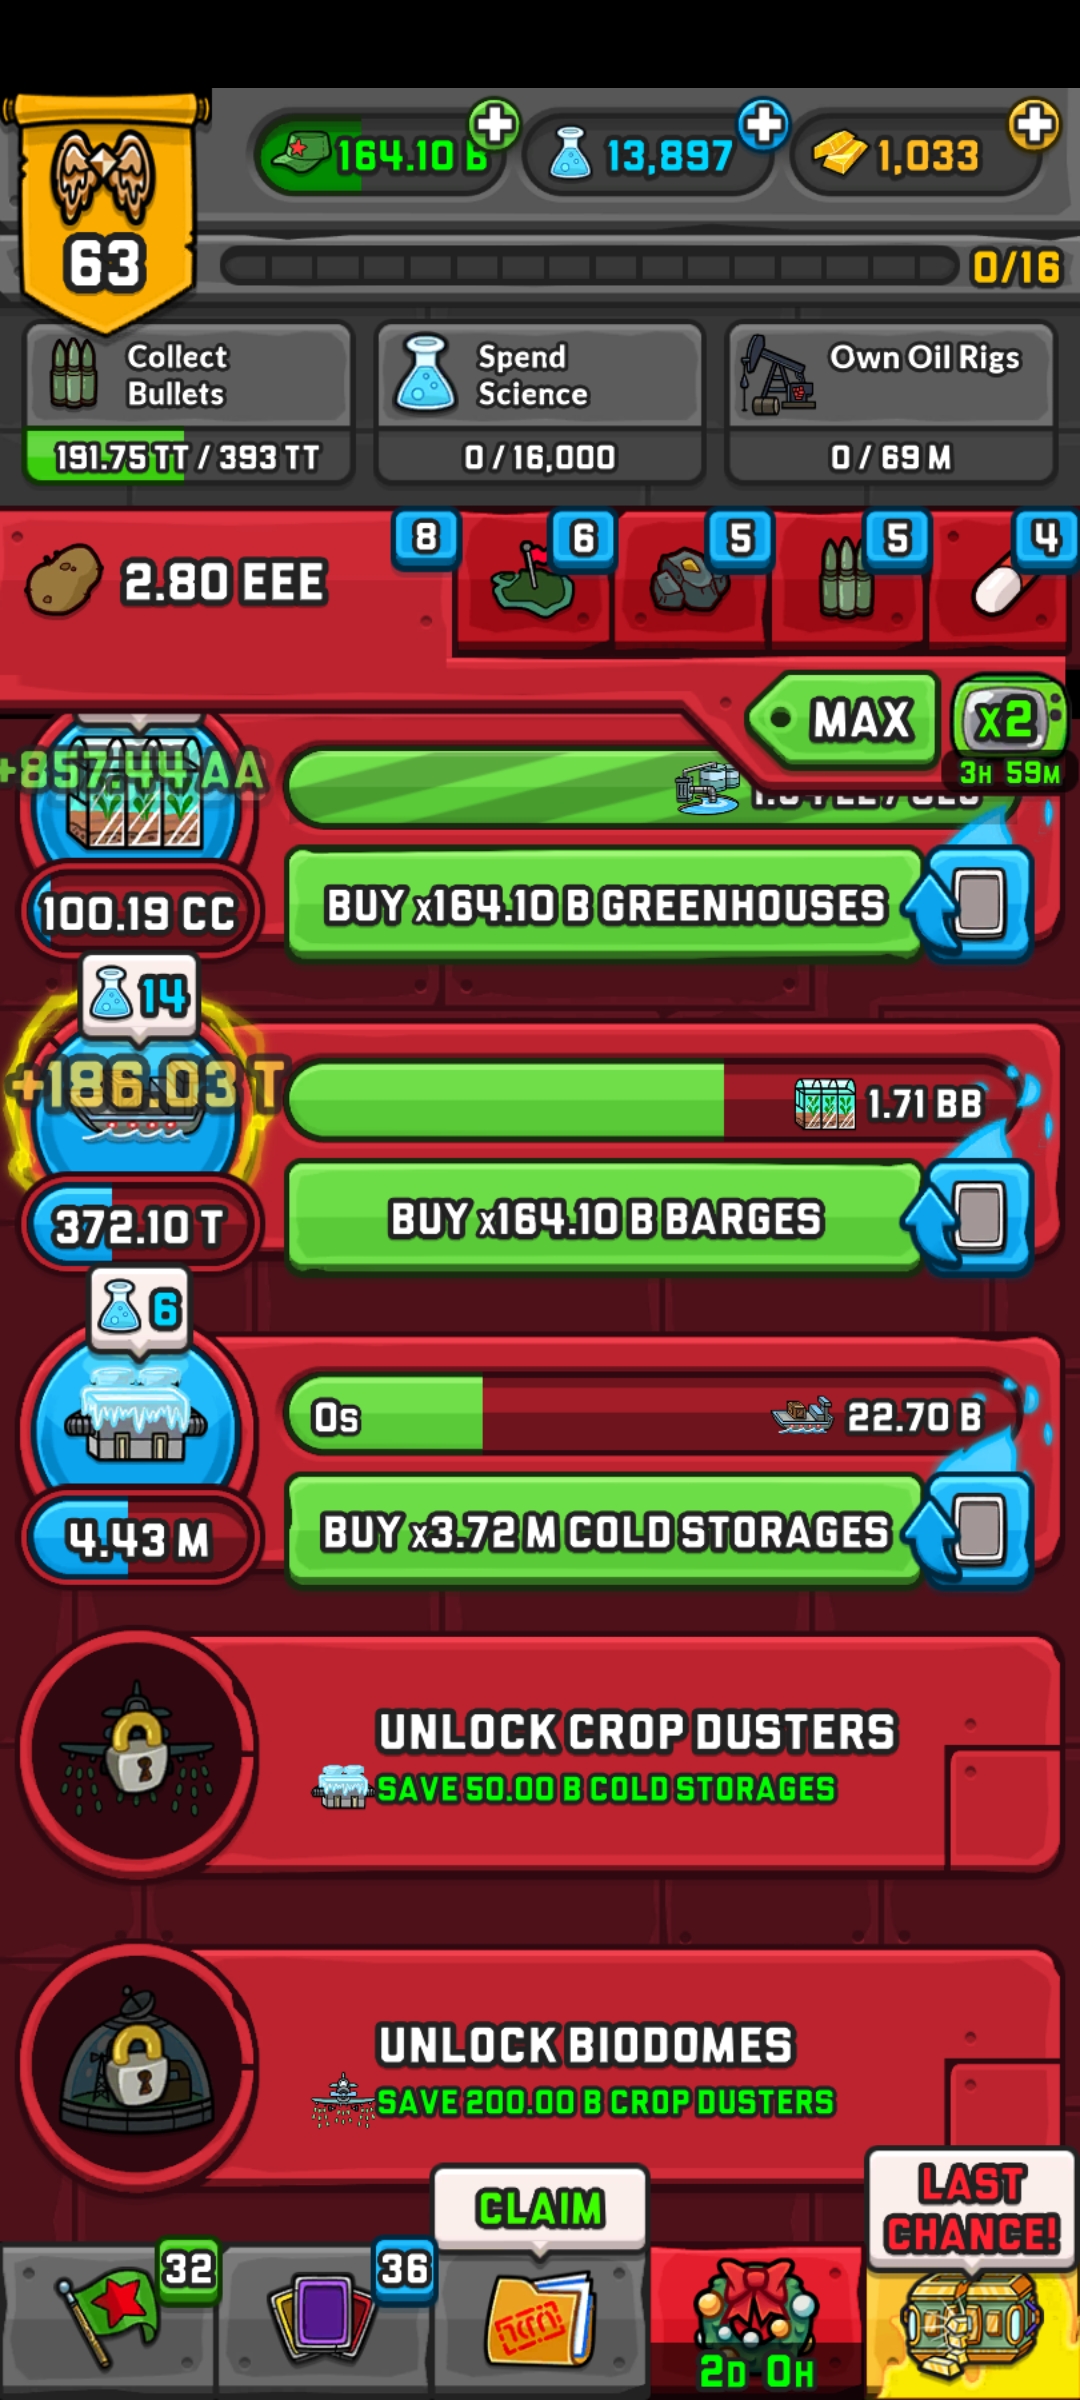 164.10 B
13,897
1,033
63
0/16
Collect
Bullets
191.75 TT / 393 TT
Spend
Science
0 / 16,000
Own Oil Rigs
0 / 69 M
2.80 EEE
8
6
5
5
4
MAX
x2
3H 59M
+857.44 AA
100.19 CC
BUY x164.10 B GREENHOUSES
14
+186.03 T
1.71 BB
372.10 T
BUY x164.10 B BARGES
6
0s
22.70 B
4.43 M
BUY x3.72 M COLD STORAGES
UNLOCK CROP DUSTERS
SAVE 50.00 B COLD STORAGES
UNLOCK BIODOMES
SAVE 200.00 B CROP DUSTERS
CLAIM
LAST
CHANCE!
32
36
2D 0H